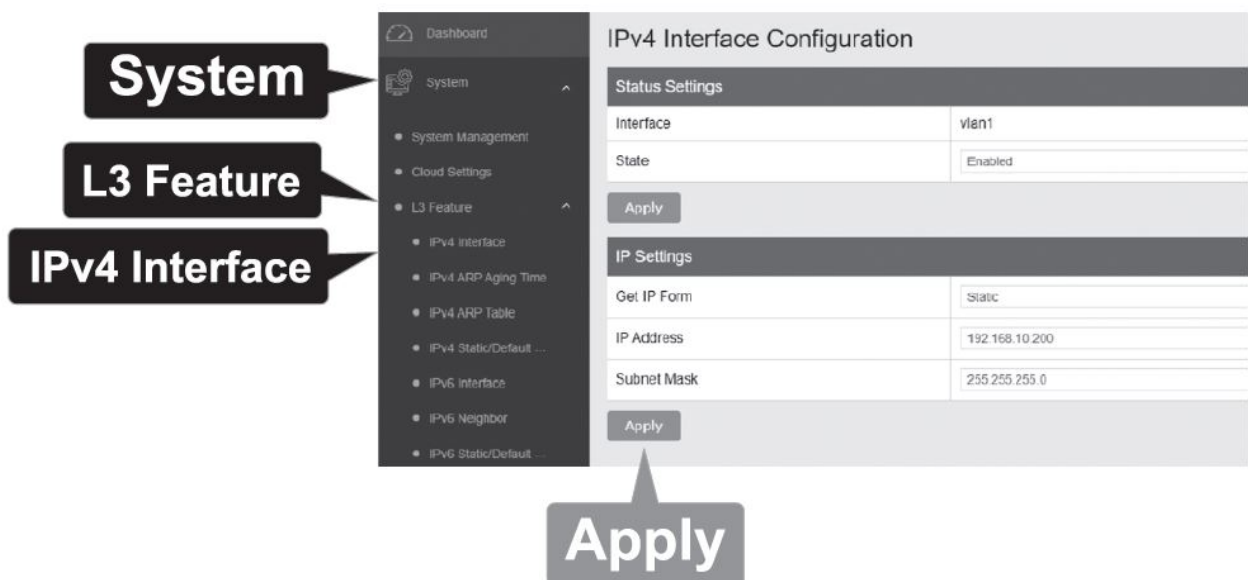 System
L3 Feature
IPv4 Interface
Dashboard
System
System Management
Cloud Settings
L3 Feature
IPv4 Interface
IPv4 ARP Aging Time
IPv4 ARP Table
IPv4 Static/Default ...
IPv6 Interface
IPv6 Neighbor
IPv6 Static/Default ...
IPv4 Interface Configuration
Status Settings
Interface vlan1
State Enabled
Apply
IP Settings
Get IP Form Static
IP Address 192.168.10.200
Subnet Mask 255.255.255.0
Apply
Apply